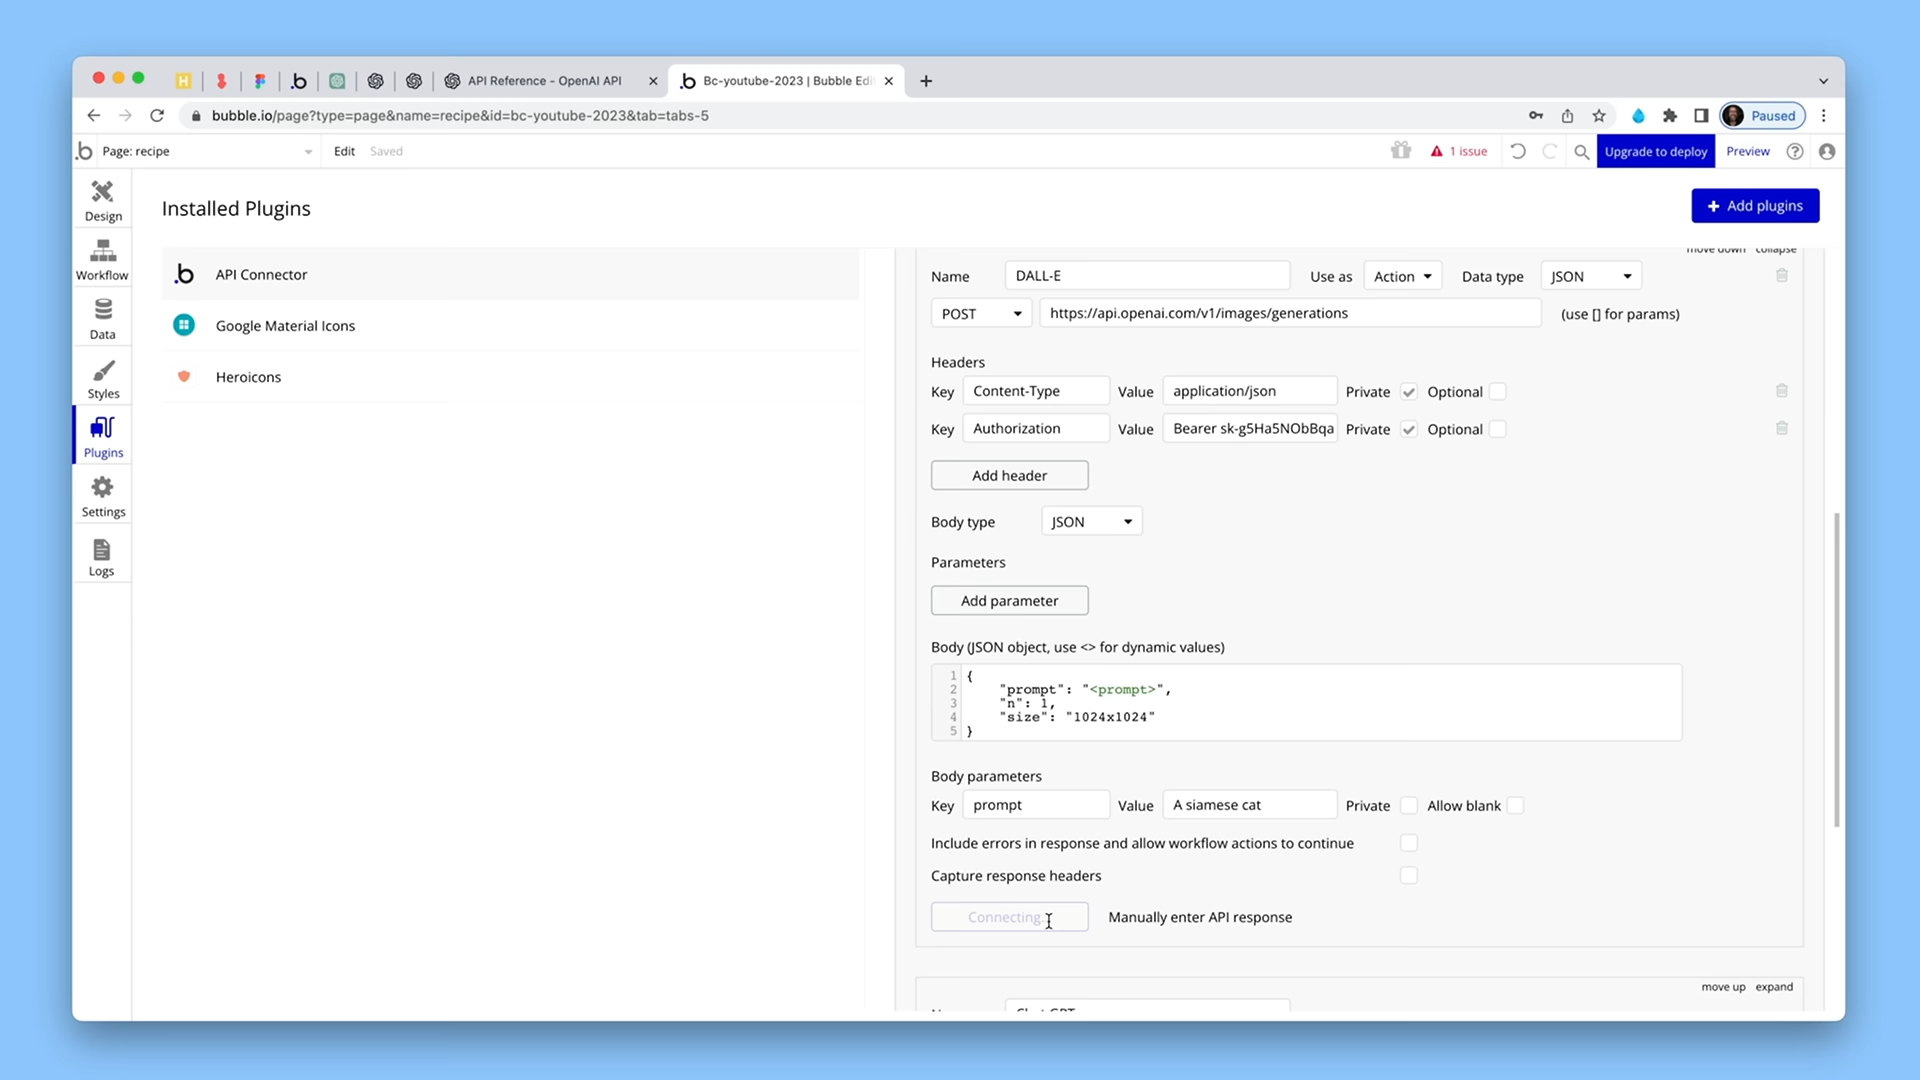 H
API Reference - OpenAI API
Bc-youtube-2023 | Bubble Edi
bubble.io/page?type=page&name=recipe&id=bc-youtube-2023&tab=tabs-5
Paused
Page: recipe
Edit
Saved
1 issue
Upgrade to deploy
Preview
Design
Workflow
Data
Styles
Plugins
Settings
Logs
Installed Plugins
+ Add plugins
API Connector
Google Material Icons
Heroicons
move down collapse
Name DALL-E Use as Action Data type JSON
POST https://api.openai.com/v1/images/generations (use [] for params)
Headers
Key Content-Type Value application/json Private Optional
Key Authorization Value Bearer sk-g5Ha5NObBqa Private Optional
Add header
Body type JSON
Parameters
Add parameter
Body (JSON object, use <> for dynamic values)
1 {
2 "prompt": "<prompt>",
3 "n": 1,
4 "size": "1024x1024"
5 }
Body parameters
Key prompt Value A siamese cat Private Allow blank
Include errors in response and allow workflow actions to continue
Capture response headers
Connecting Manually enter API response
move up expand